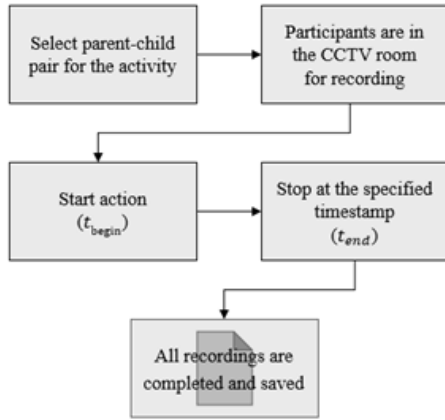 Select parent-child
pair for the activity
Participants are in
the CCTV room
for recording
Start action
(t_begin)
Stop at the specified
timestamp
(t_end)
All recordings are
completed and saved